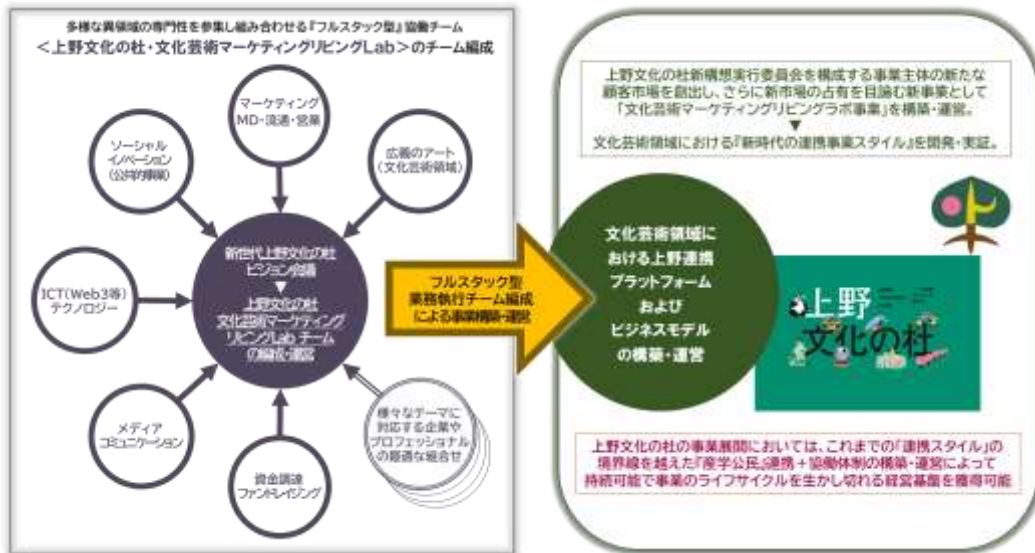 多様な異領域の専門性を参集し組み合わせる『フルスタック型』協働チーム
＜上野文化の杜・文化芸術マーケティングリビングLab＞のチーム編成
マーケティング
MD・流通・営業
ソーシャル
イノベーション
(公共的事業)
広義のアート
(文化芸術領域)
新世代上野文化の杜
ビジョン会議
▼
上野文化の杜
文化芸術マーケティング
リビングLab チーム
の編成・運営
ICT(Web3等)
テクノロジー
メディア
コミュニケーション
資金調達
ファンドレイジング
様々なテーマに
対応する企業や
プロフェッショナル
の最適な組合せ
フルスタック型
業務執行チーム編成
による事業構築・運営
上野文化の杜新構想実行委員会を構成する事業主体の新たな
顧客市場を創出し、さらに新市場の占有を目論む新事業として
「文化芸術マーケティングリビングラボ事業」を構築・運営。
▼
文化芸術領域における『新時代の連携事業スタイル』を開発・実証。
文化芸術領域に
おける上野連携
プラットフォーム
および
ビジネスモデル
の構築・運営
上野
文化の杜
上野文化の杜の事業展開においては、これまでの「連携スタイル」の
境界線を越えた『産学公民』連携＋協働体制の構築・運営によって
持続可能で事業のライフサイクルを生かし切れる経営基盤を獲得可能